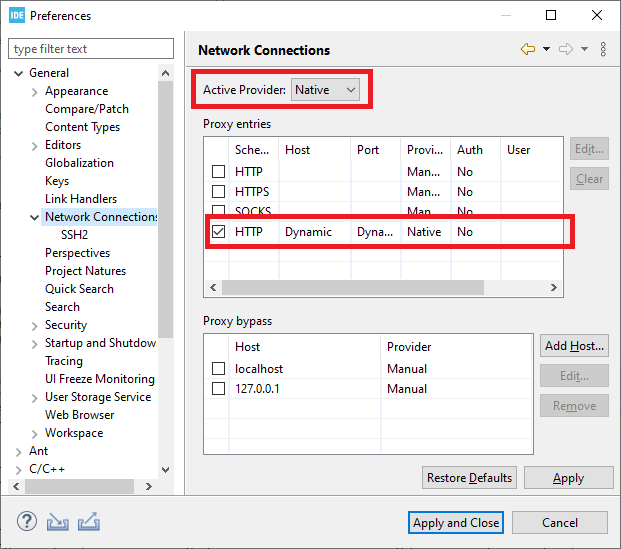 IDE Preferences
type filter text
General
Appearance
Compare/Patch
Content Types
Editors
Globalization
Keys
Link Handlers
Network Connections
SSH2
Perspectives
Project Natures
Quick Search
Search
Security
Startup and Shutdown
Tracing
UI Freeze Monitoring
User Storage Service
Web Browser
Workspace
Ant
C/C++
Network Connections
Active Provider: Native
Proxy entries
Sche... Host Port Provi... Auth User
HTTP Man... No
HTTPS Man... No
SOCKS Man... No
HTTP Dynamic Dyna... Native No
Edit...
Clear
Proxy bypass
Host Provider
localhost Manual
127.0.0.1 Manual
Add Host...
Edit...
Remove
Restore Defaults Apply
? Apply and Close Cancel